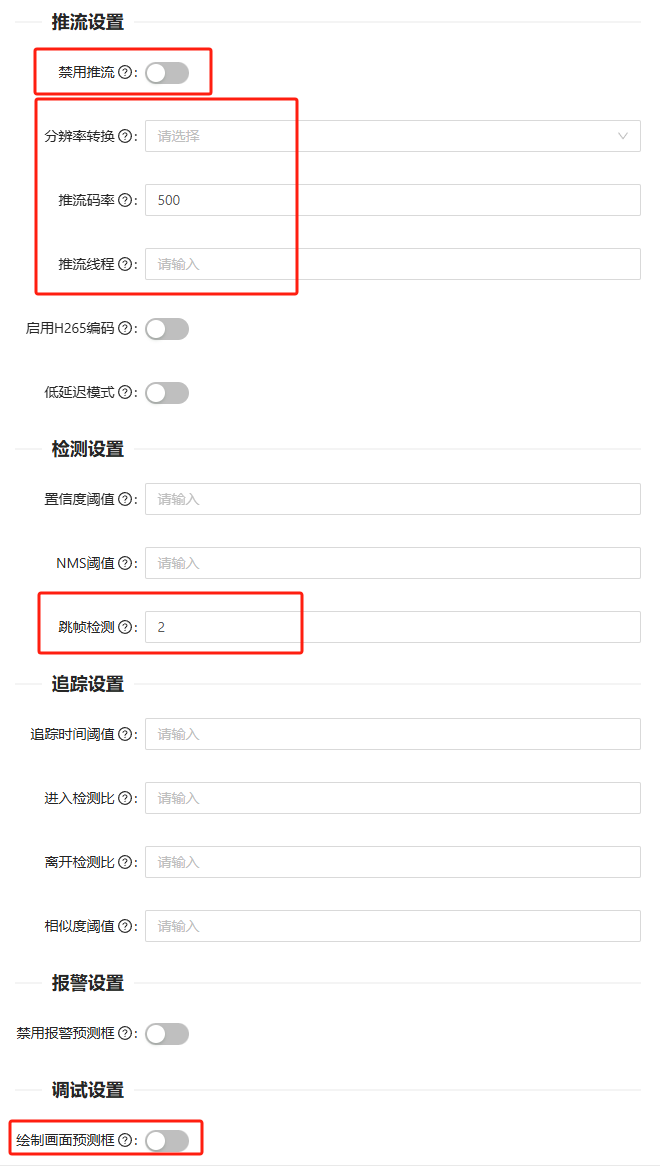 推流设置
禁用推流 ? :
分辨率转换 ? : 请选择
推流码率 ? : 500
推流线程 ? : 请输入
启用H265编码 ? :
低延迟模式 ? :
检测设置
置信度阈值 ? : 请输入
NMS阈值 ? : 请输入
跳帧检测 ? : 2
追踪设置
追踪时间阈值 ? : 请输入
进入检测比 ? : 请输入
离开检测比 ? : 请输入
相似度阈值 ? : 请输入
报警设置
禁用报警预测框 ? :
调试设置
绘制画面预测框 ? :